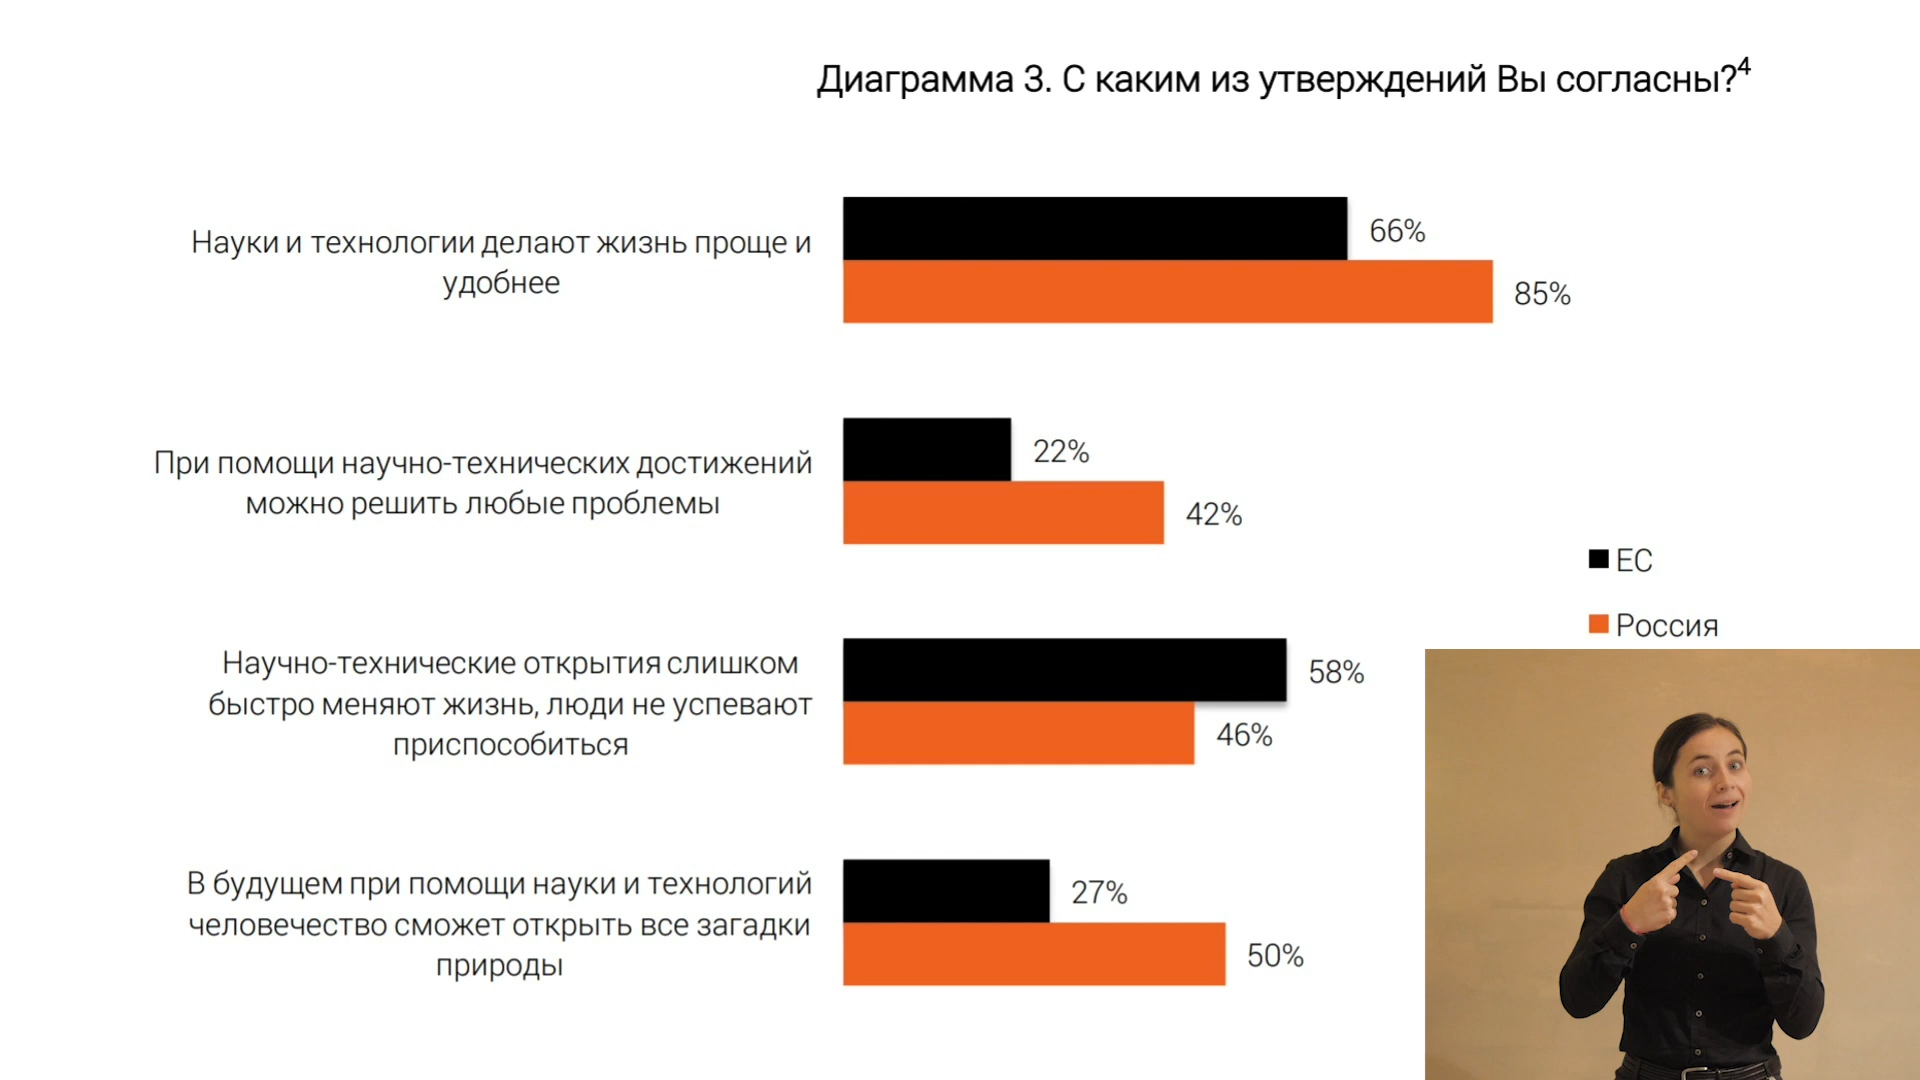 Диаграмма 3. С каким из утверждений Вы согласны?4
Науки и технологии делают жизнь проще и
удобнее
66%
85%
При помощи научно-технических достижений
можно решить любые проблемы
22%
42%
Научно-технические открытия слишком
быстро меняют жизнь, люди не успевают
приспособиться
58%
46%
В будущем при помощи науки и технологий
человечество сможет открыть все загадки
природы
27%
50%
ЕС
Россия